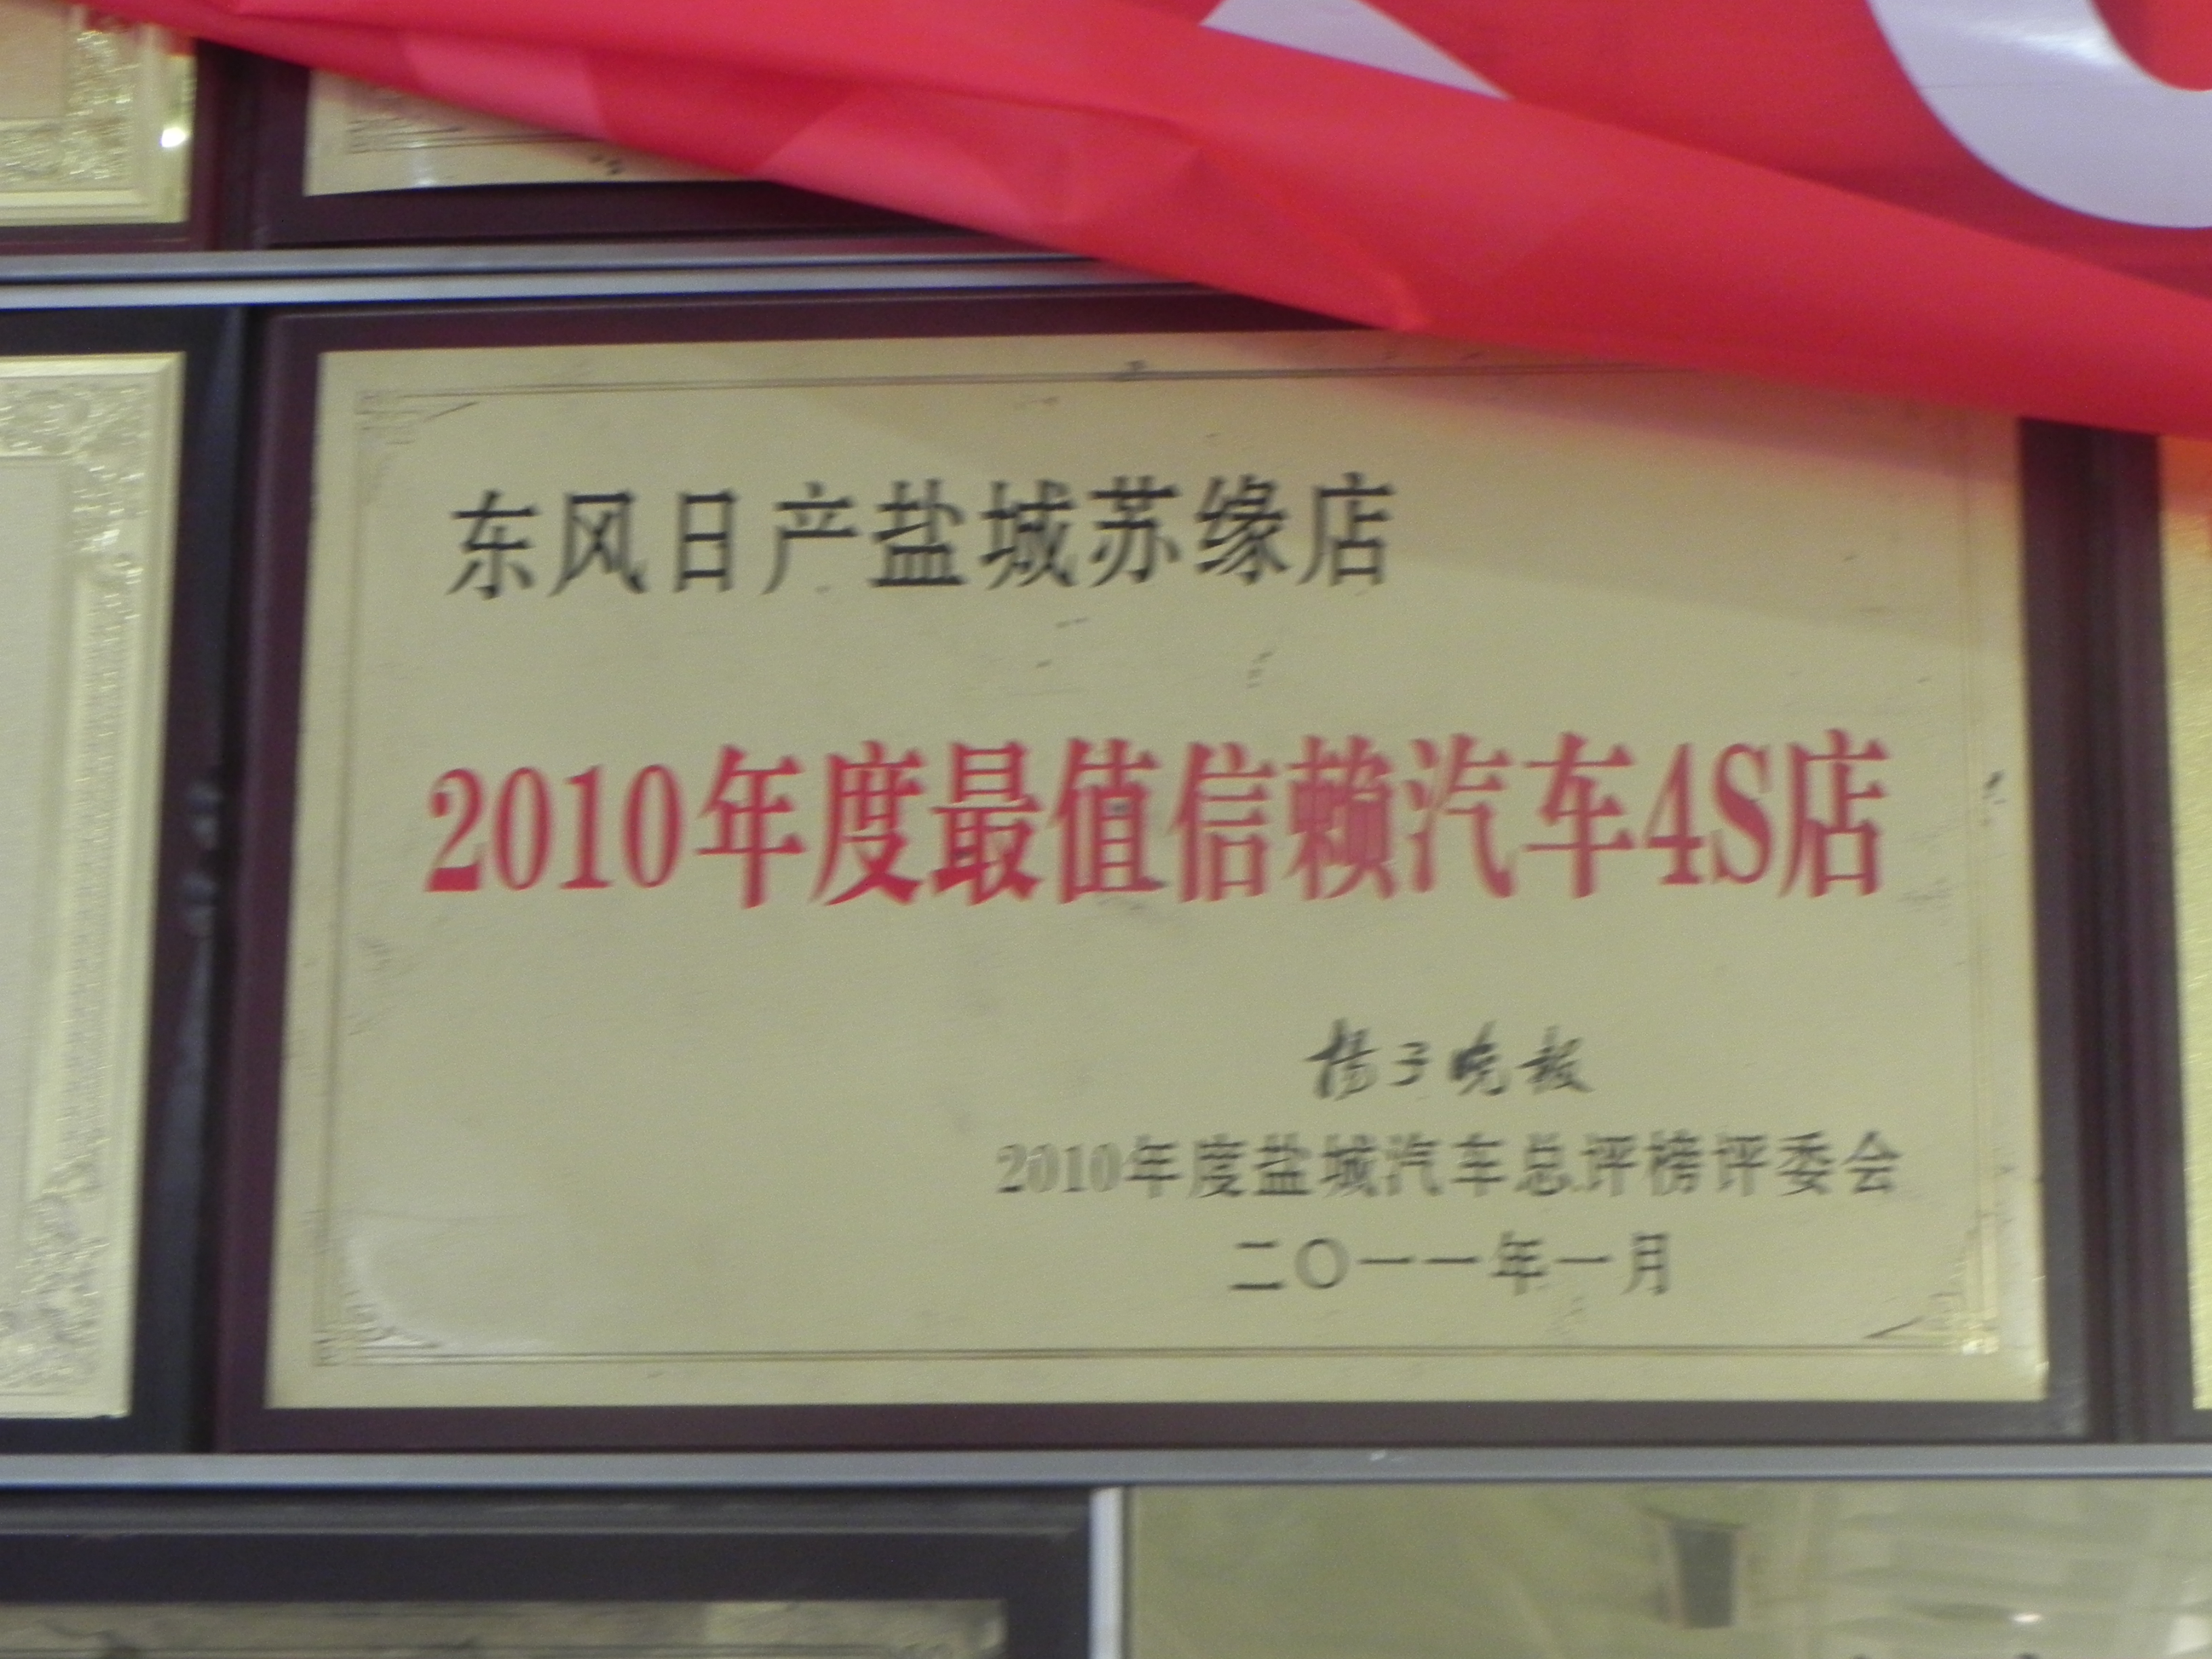 东风日产盐城苏缘店
2010年度最值信赖汽车4S店
扬子晚报
2010年度盐城汽车总评榜评委会
二〇一一年一月